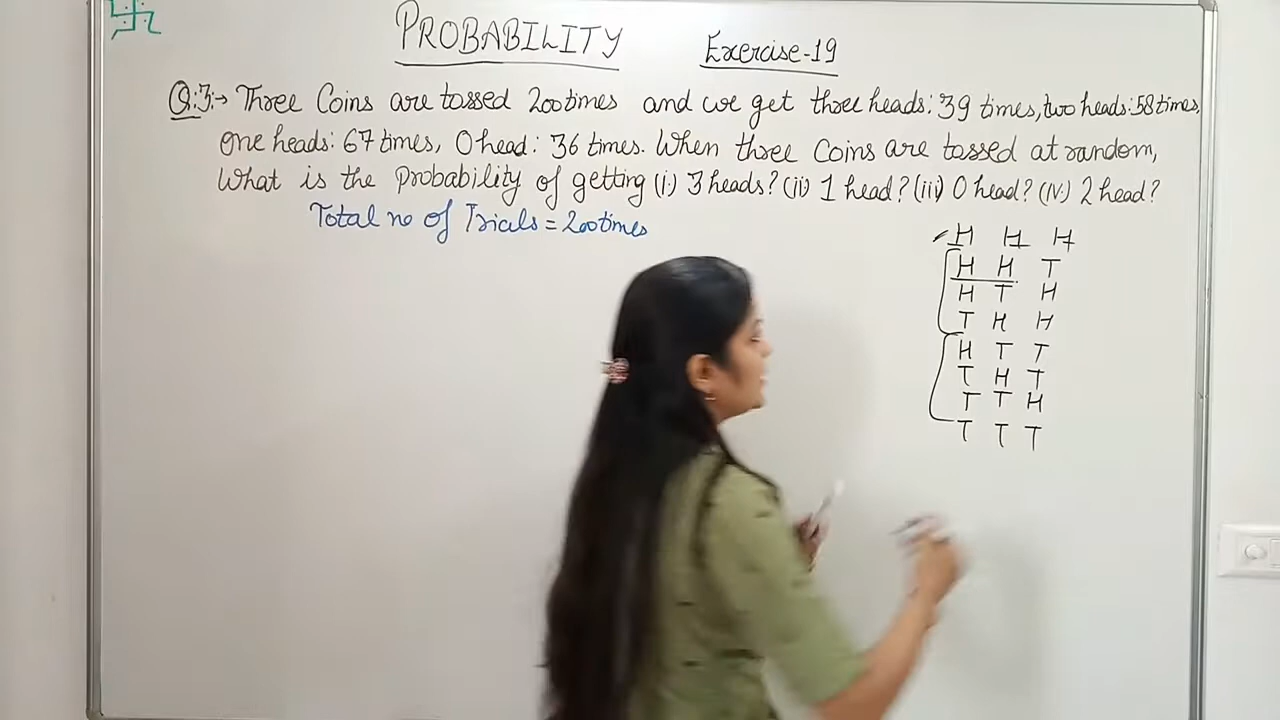 PROBABILITY Exercise-19
Q:3:→ Three Coins are tossed 200times and we get three heads: 39 times, two heads: 58 times,
One heads: 67 times, 0 head: 36 times. When three Coins are tossed at random,
What is the Probability of getting (i) 3 heads? (ii) 1 head? (iii) 0 head? (iv) 2 head?
Total no of Trials = 200times
H H H
H H T
H T H
T H H
H T T
T H T
T T H
T T T